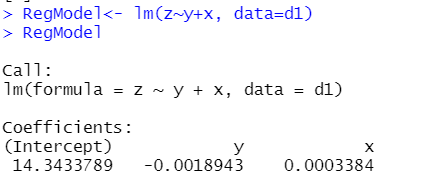 > RegModel<- lm(z~y+x, data=d1)
> RegModel
Call:
lm(formula = z ~ y + x, data = d1)
Coefficients:
(Intercept) y x
14.3433789 -0.0018943 0.0003384